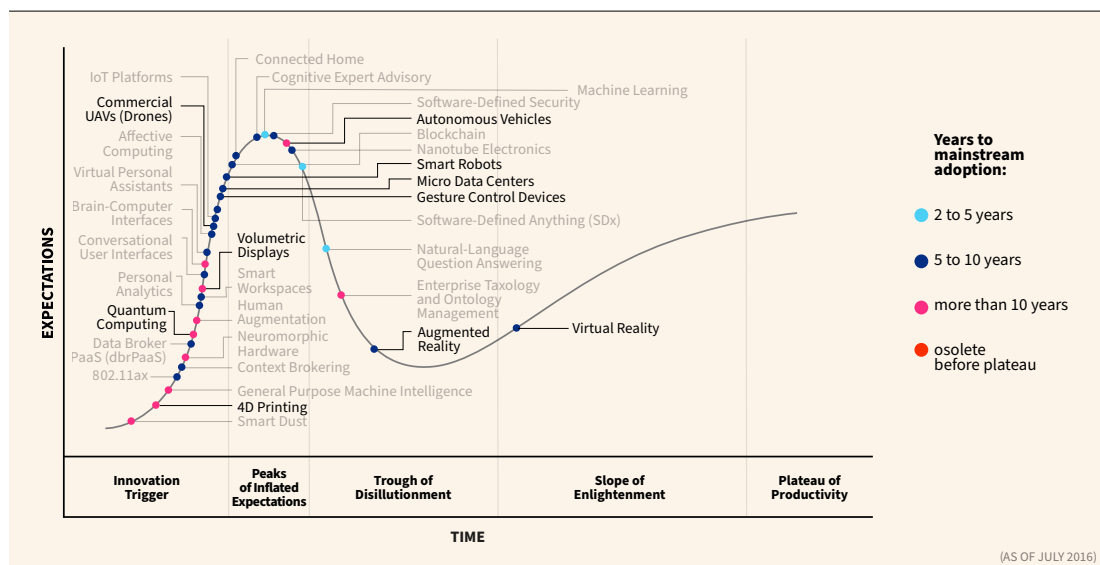 Connected Home
IoT Platforms
Cognitive Expert Advisory
Machine Learning
Commercial
UAVs (Drones)
Software-Defined Security
Autonomous Vehicles
Affective
Computing
Blockchain
Nanotube Electronics
Smart Robots
Virtual Personal
Assistants
Micro Data Centers
Gesture Control Devices
Brain-Computer
Interfaces
Software-Defined Anything (SDx)
Conversational
User Interfaces
Volumetric
Displays
Natural-Language
Question Answering
Personal
Analytics
Smart
Workspaces
Enterprise Taxology
and Ontology
Management
Human
Augmentation
Quantum
Computing
Augmented
Reality
Virtual Reality
Data Broker
PaaS (dbrPaaS)
Neuromorphic
Hardware
802.11ax
Context Brokering
General Purpose Machine Intelligence
4D Printing
Smart Dust
EXPECTATIONS
Innovation
Trigger
Peaks
of Inflated
Expectations
Trough of
Disillutionment
Slope of
Enlightenment
Plateau of
Productivity
TIME
Years to
mainstream
adoption:
2 to 5 years
5 to 10 years
more than 10 years
osolete
before plateau
(AS OF JULY 2016)